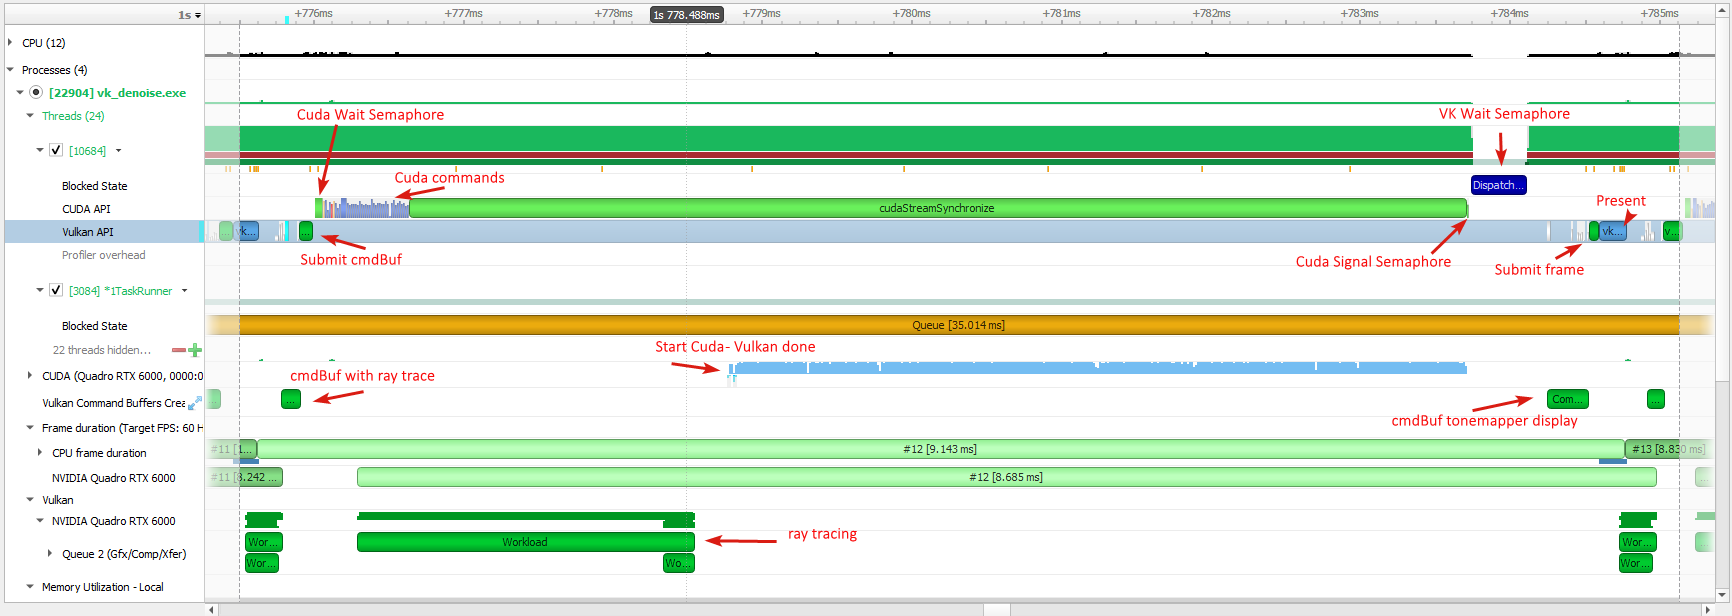 1s
+776ms
+777ms
+778ms
1s 778.488ms
+779ms
+780ms
+781ms
+782ms
+783ms
+784ms
+785ms
CPU (12)
Processes (4)
[22904] vk_denoise.exe
Threads (24)
Cuda Wait Semaphore
VK Wait Semaphore
[10684]
Blocked State
Cuda commands
Dispatch...
CUDA API
cudaStreamSynchronize
Present
Vulkan API
...
vk...
...
vk...
v...
Submit cmdBuf
Cuda Signal Semaphore
Submit frame
Profiler overhead
[3084] *1TaskRunner
Blocked State
Queue [35.014 ms]
22 threads hidden...
Start Cuda- Vulkan done
CUDA (Quadro RTX 6000, 0000:0
cmdBuf with ray trace
Vulkan Command Buffers Crea
...
...
Com...
...
cmdBuf tonemapper display
Frame duration (Target FPS: 60 H
CPU frame duration
#11 [1...
#12 [9.143 ms]
#13 [8.830 ms]
NVIDIA Quadro RTX 6000
#11 [8.242 ...
#12 [8.685 ms]
...
Vulkan
NVIDIA Quadro RTX 6000
ray tracing
Queue 2 (Gfx/Comp/Xfer)
Wor...
Workload
Wor...
...
Wor...
Wo...
Wor...
Memory Utilization - Local